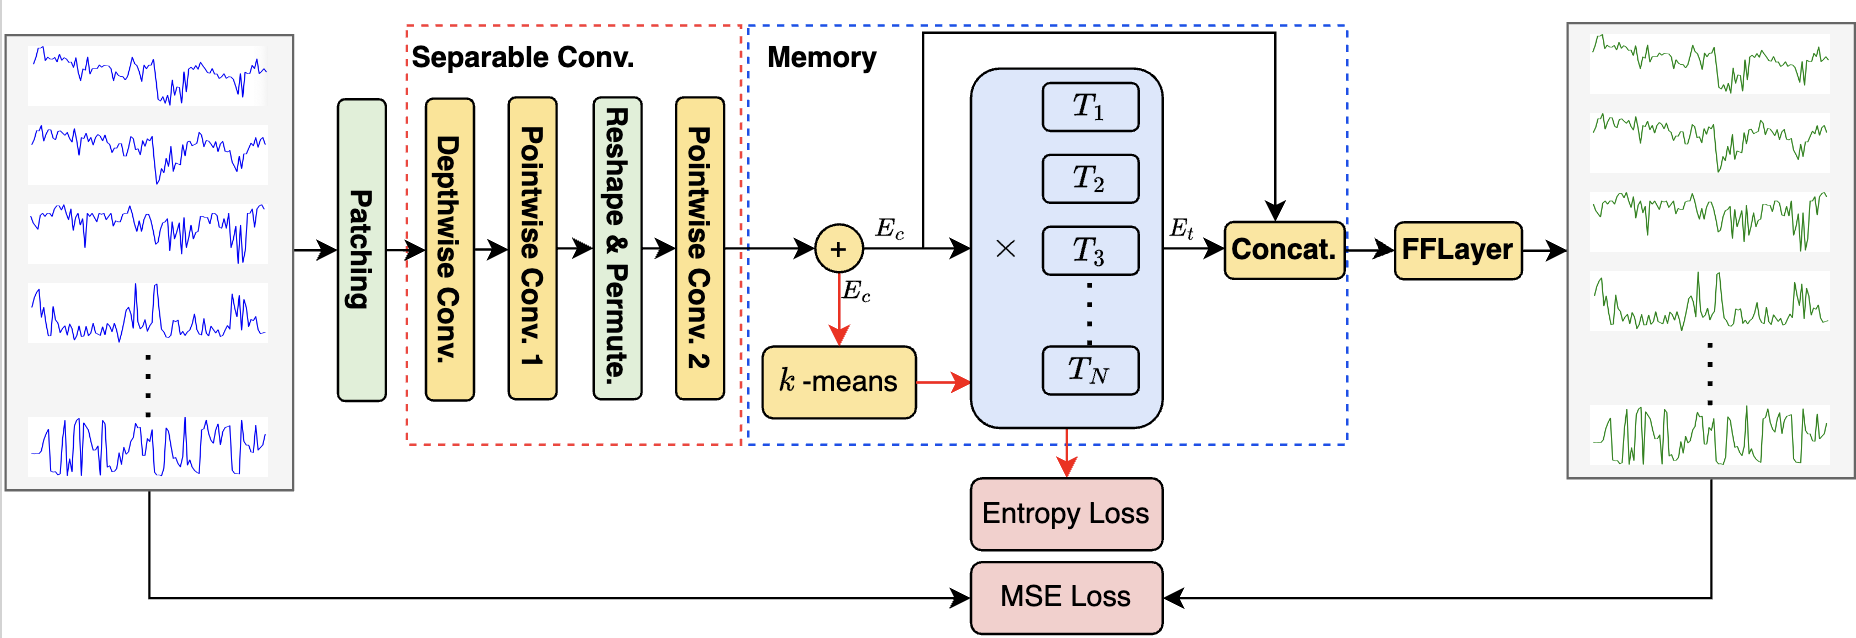 Separable Conv.
Memory
Patching
Depthwise Conv.
Pointwise Conv. 1
Reshape & Permute.
Pointwise Conv. 2
+
E_c
E_c
k -means
×
T_1
T_2
T_3
T_N
E_t
Concat.
FFLayer
Entropy Loss
MSE Loss